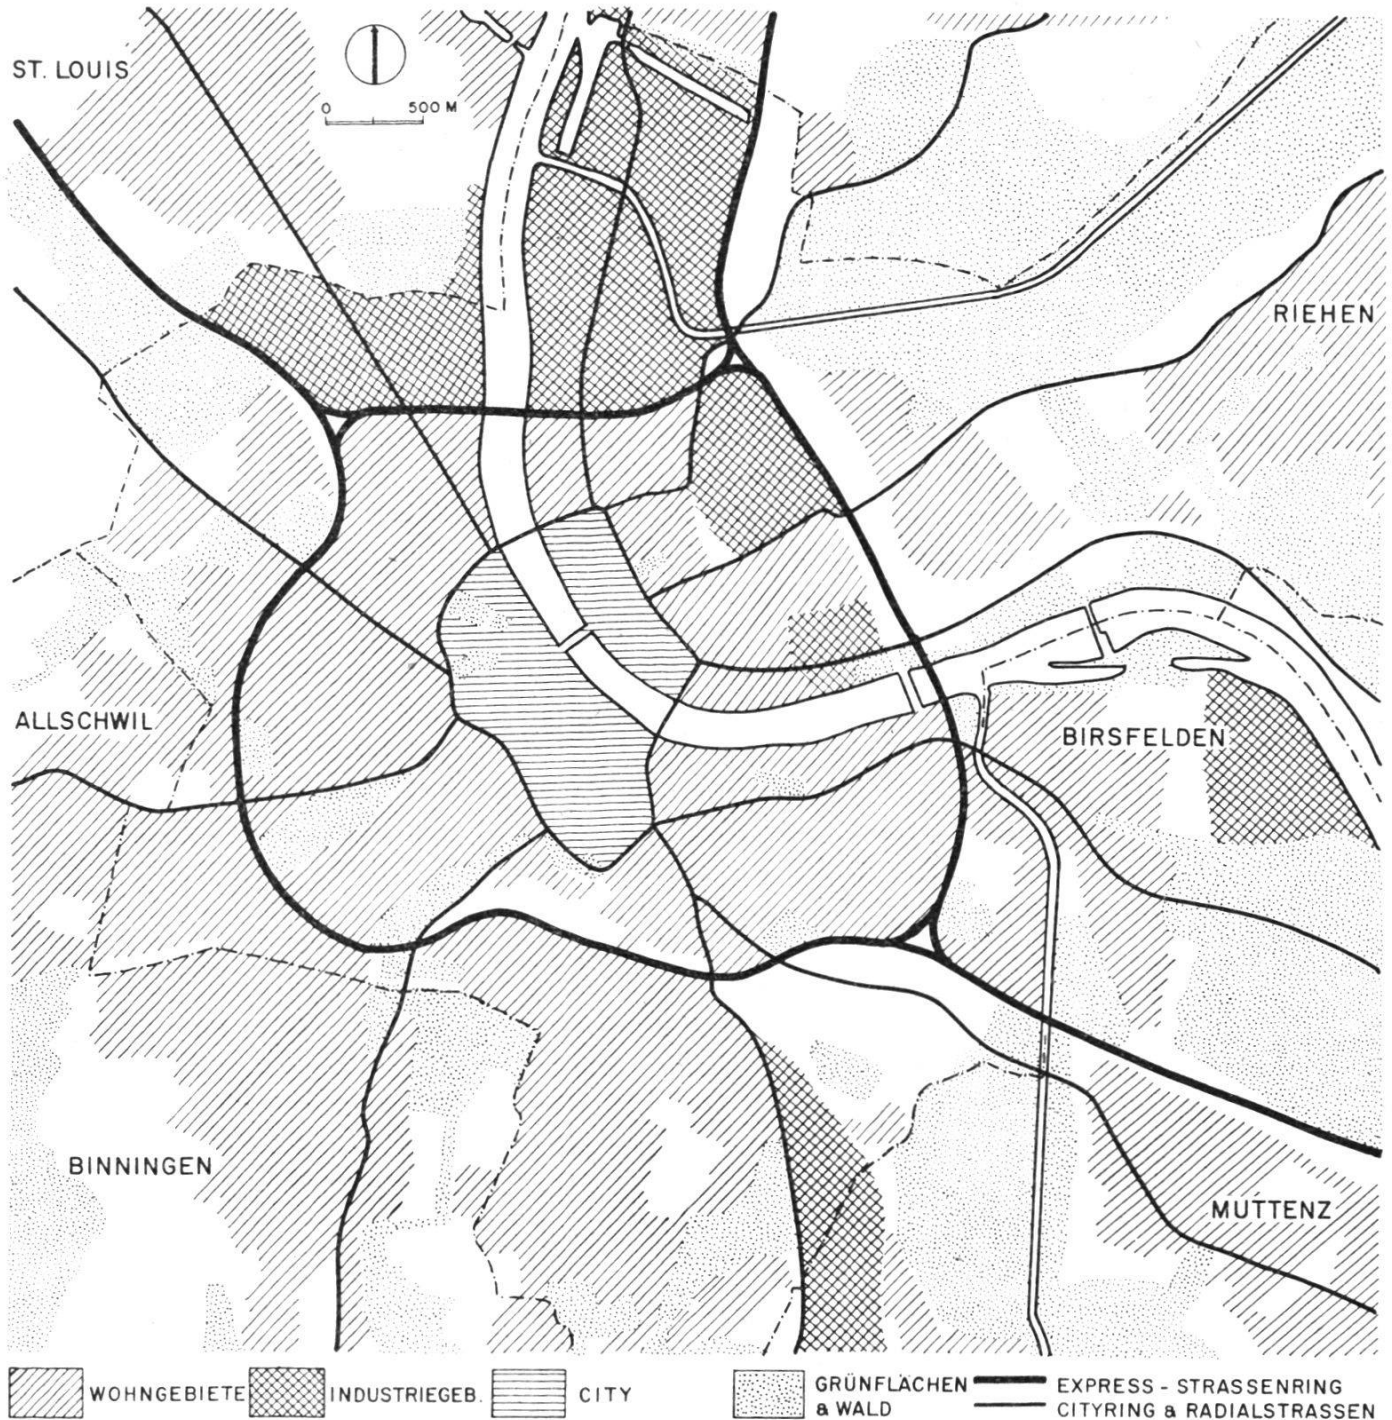 ST. LOUIS
0 500 M
RIEHEN
ALLSCHWIL
BIRSFELDEN
BINNINGEN
MUTTENZ
WOHNGEBIETE
INDUSTRIEGEB.
CITY
GRÜNFLÄCHEN
& WALD
EXPRESS - STRASSENRING
CITYRING & RADIALSTRASSEN